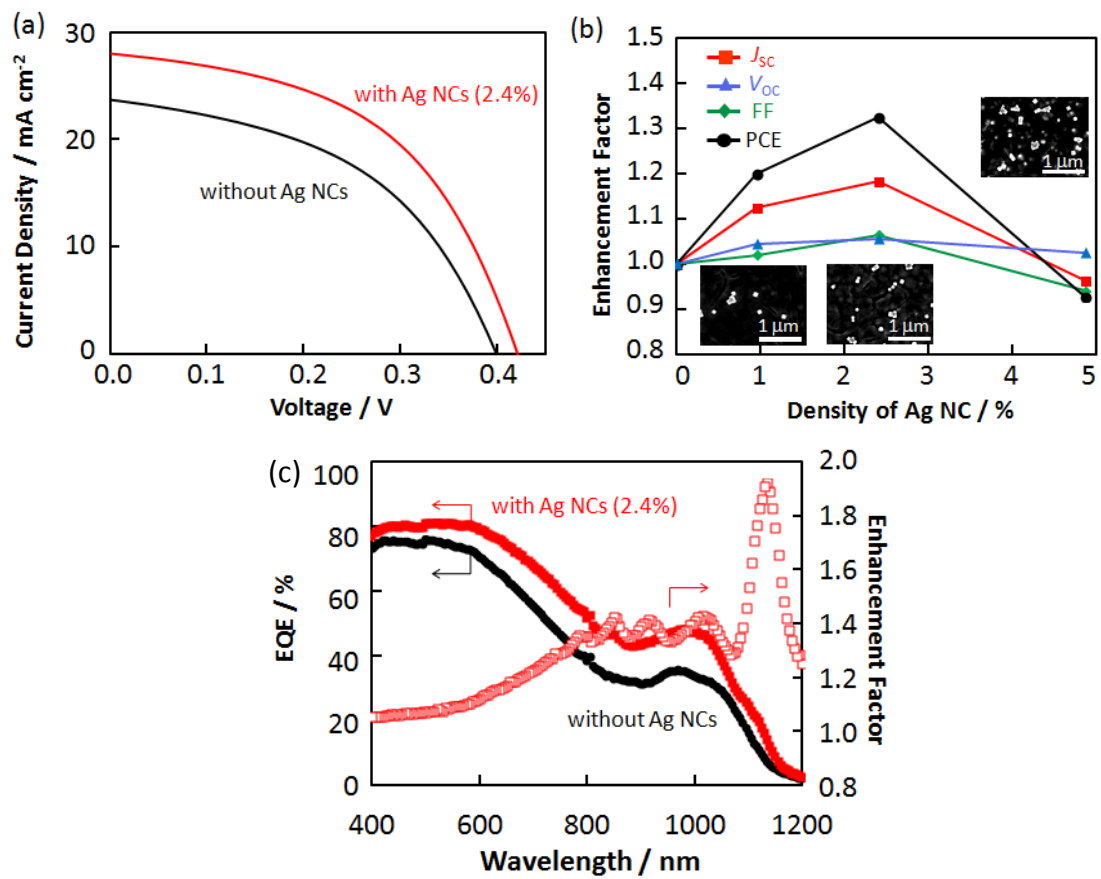 (a)
Current Density / mA cm-2
30
20
10
0
with Ag NCs (2.4%)
without Ag NCs
0.0 0.1 0.2 0.3 0.4
Voltage / V
(b)
Enhancement Factor
1.5
1.4
1.3
1.2
1.1
1.0
0.9
0.8
JSC
VOC
FF
PCE
1 μm
1 μm
1 μm
0 1 2 3 4 5
Density of Ag NC / %
(c)
EQE / %
100
80
60
40
20
0
with Ag NCs (2.4%)
without Ag NCs
2.0
1.8
1.6
1.4
1.2
1.0
0.8
Enhancement Factor
400 600 800 1000 1200
Wavelength / nm